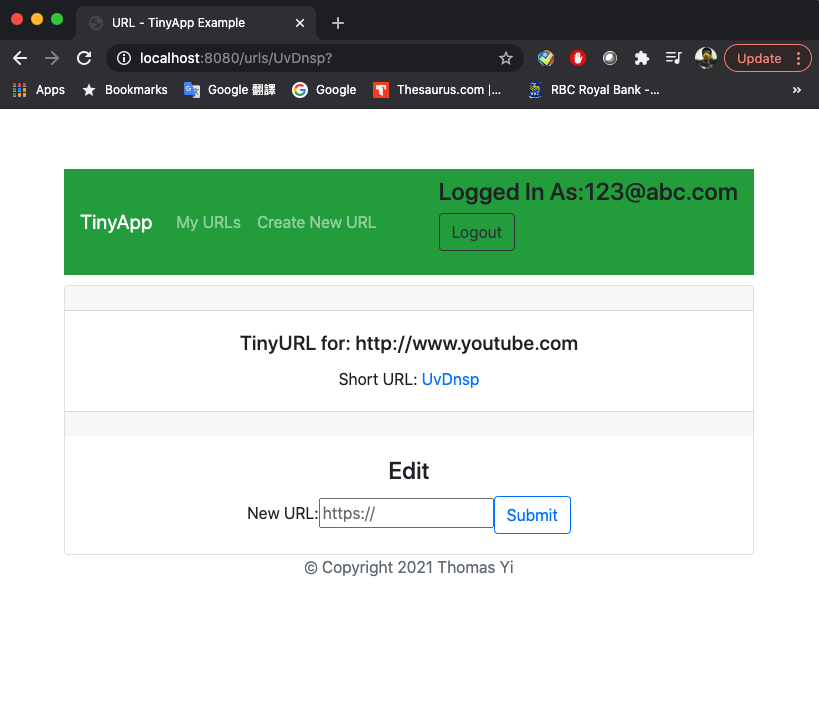 URL - TinyApp Example
localhost:8080/urls/UvDnsp?
Update
Apps
Bookmarks
Google 翻譯
Google
Thesaurus.com |...
RBC Royal Bank -...
Logged In As:123@abc.com
TinyApp
My URLs
Create New URL
Logout
TinyURL for: http://www.youtube.com
Short URL: UvDnsp
Edit
New URL: https:// Submit
© Copyright 2021 Thomas Yi